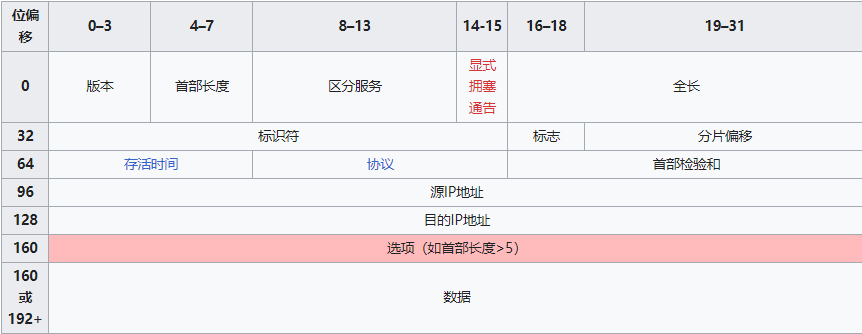 位偏移 0–3 4–7 8–13 14-15 16–18 19–31
0 版本 首部长度 区分服务 显式拥塞通告 全长
32 标识符 标志 分片偏移
64 存活时间 协议 首部检验和
96 源IP地址
128 目的IP地址
160 选项（如首部长度>5）
160或192+ 数据